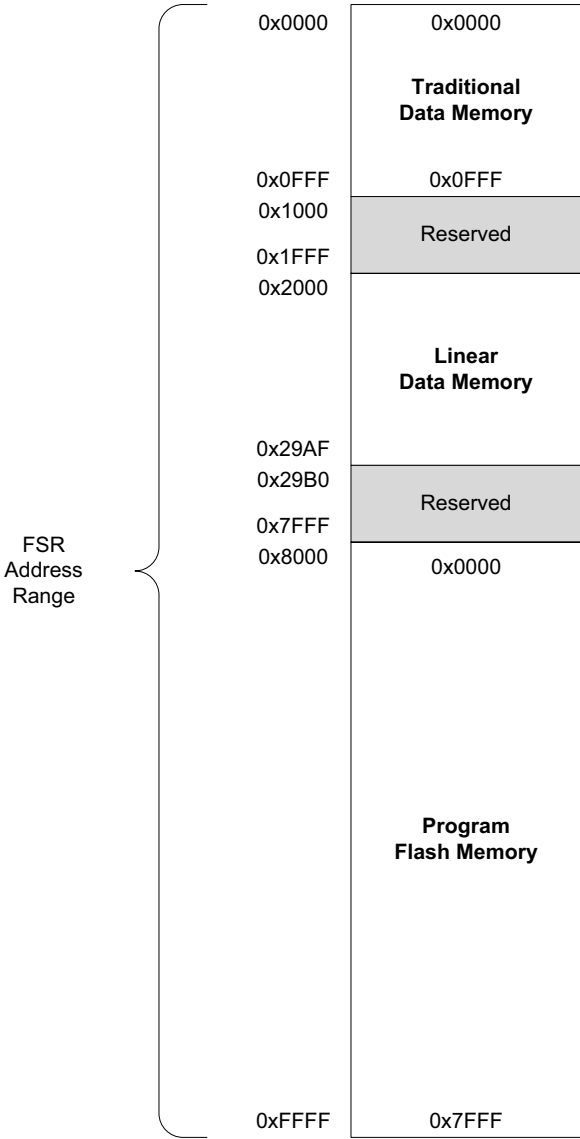 0x0000 0x0000
Traditional
Data Memory
0x0FFF 0x0FFF
0x1000
Reserved
0x1FFF
0x2000
Linear
Data Memory
0x29AF
0x29B0
Reserved
0x7FFF
0x8000
0x0000
FSR
Address
Range
Program
Flash Memory
0xFFFF 0x7FFF